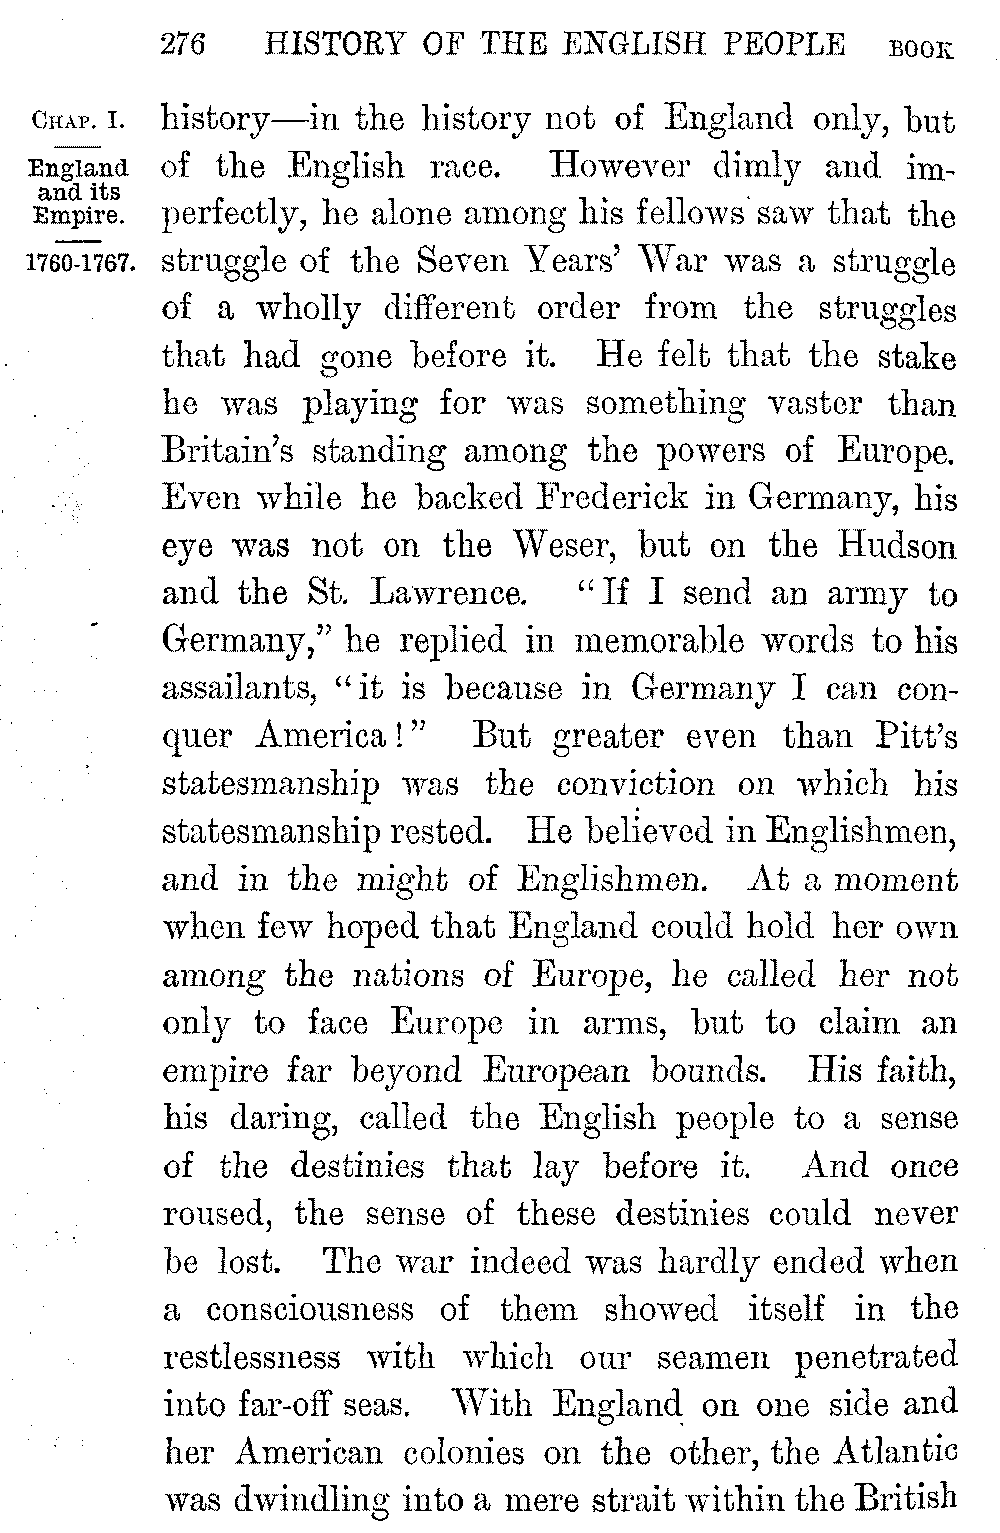 276 HISTORY OF THE ENGLISH PEOPLE BOOK
CHAP. I.
England
and its
Empire.
1760-1767.
history—in the history not of England only, but
of the English race. However dimly and im-
perfectly, he alone among his fellows saw that the
struggle of the Seven Years' War was a struggle
of a wholly different order from the struggles
that had gone before it. He felt that the stake
he was playing for was something vaster than
Britain's standing among the powers of Europe.
Even while he backed Frederick in Germany, his
eye was not on the Weser, but on the Hudson
and the St. Lawrence. "If I send an army to
Germany," he replied in memorable words to his
assailants, "it is because in Germany I can con-
quer America!" But greater even than Pitt's
statesmanship was the conviction on which his
statesmanship rested. He believed in Englishmen,
and in the might of Englishmen. At a moment
when few hoped that England could hold her own
among the nations of Europe, he called her not
only to face Europe in arms, but to claim an
empire far beyond European bounds. His faith,
his daring, called the English people to a sense
of the destinies that lay before it. And once
roused, the sense of these destinies could never
be lost. The war indeed was hardly ended when
a consciousness of them showed itself in the
restlessness with which our seamen penetrated
into far-off seas. With England on one side and
her American colonies on the other, the Atlantic
was dwindling into a mere strait within the British